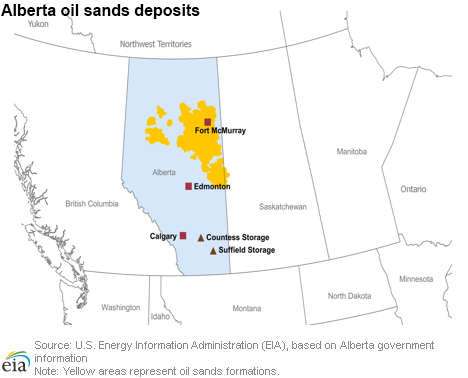 Alberta oil sands deposits
Yukon
Northwest Territories
Fort McMurray
Manitoba
Alberta
Edmonton
Ontario
British Columbia
Saskatchewan
Calgary
Countess Storage
Suffield Storage
Minnesota
North Dakota
Washington
Montana
Idaho
eia
Source: U.S. Energy Information Administration (EIA), based on Alberta government
information
Note: Yellow areas represent oil sands formations.